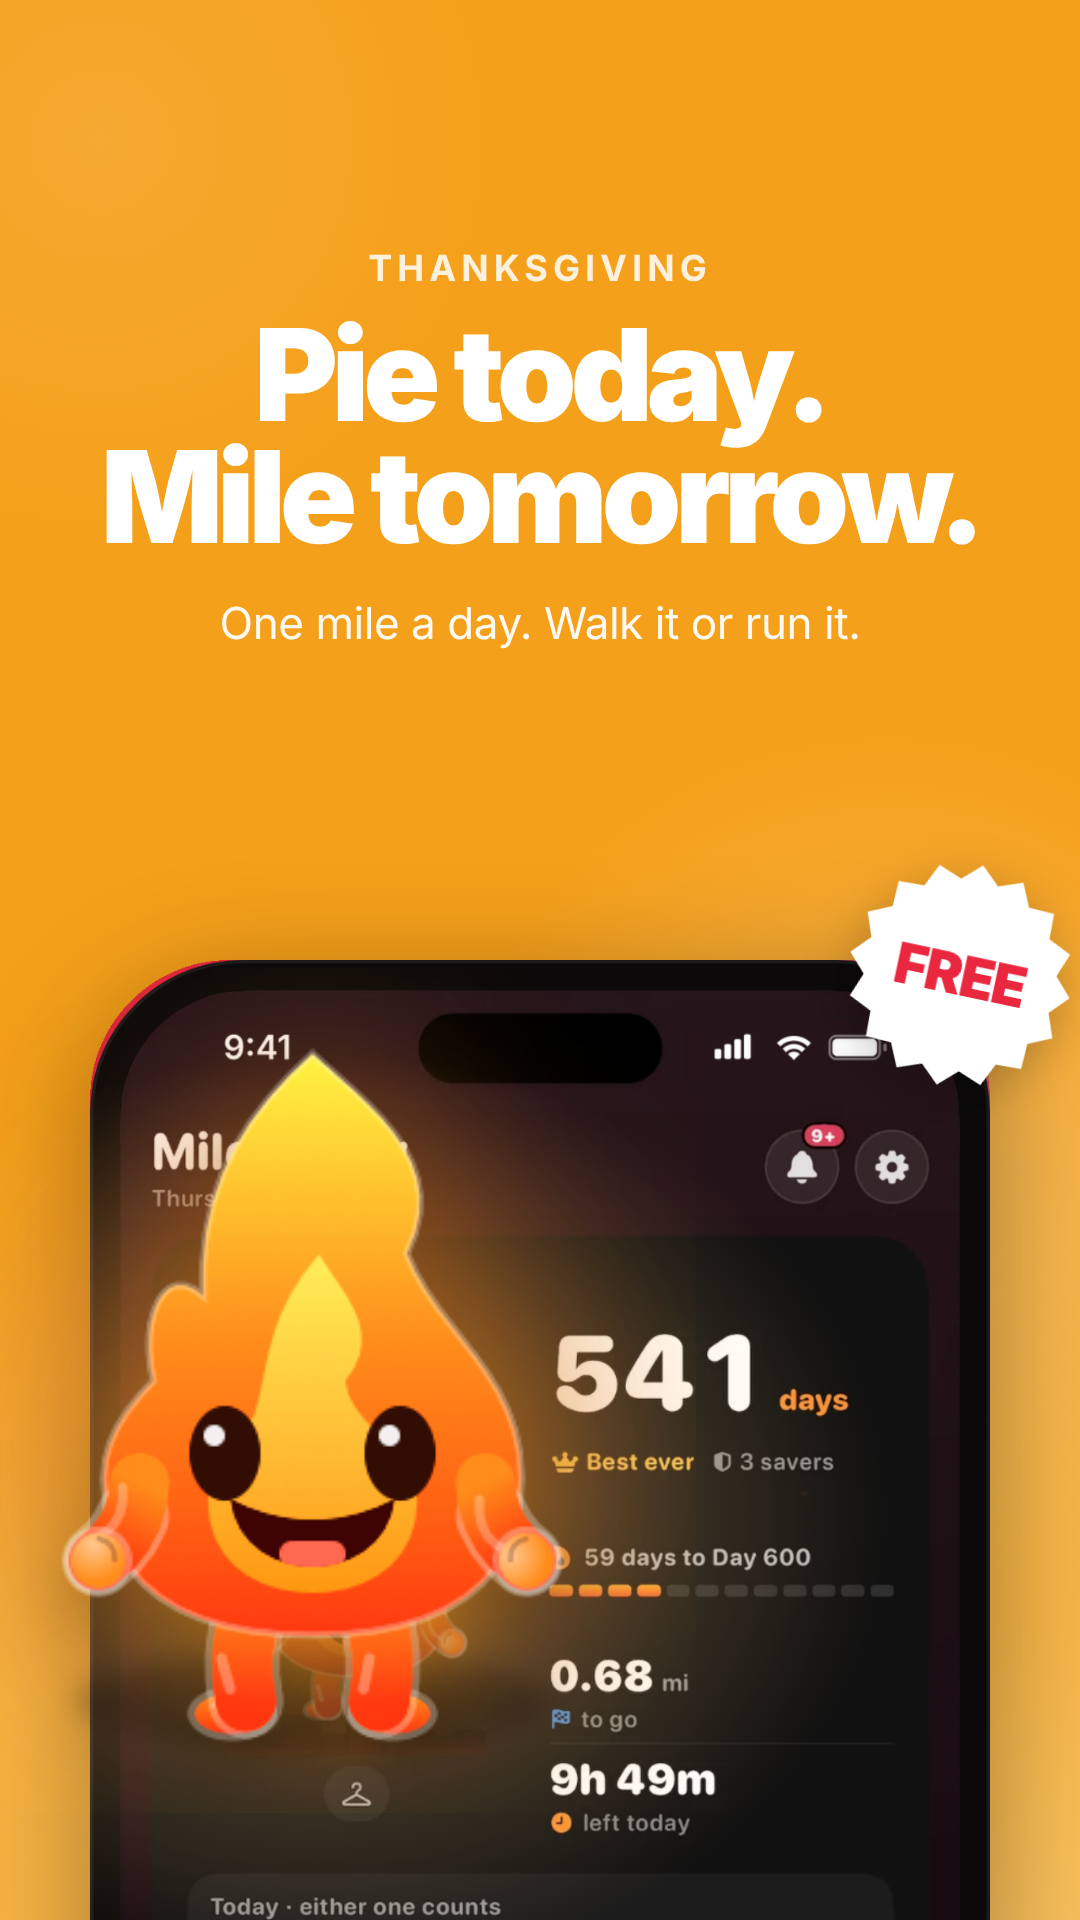 THANKSGIVING
Pie today.
Mile tomorrow.
One mile a day. Walk it or run it.
FREE
9:41
9+
541 days
Best ever 3 savers
59 days to Day 600
0.68 mi
to go
9h 49m
left today
Today · either one counts